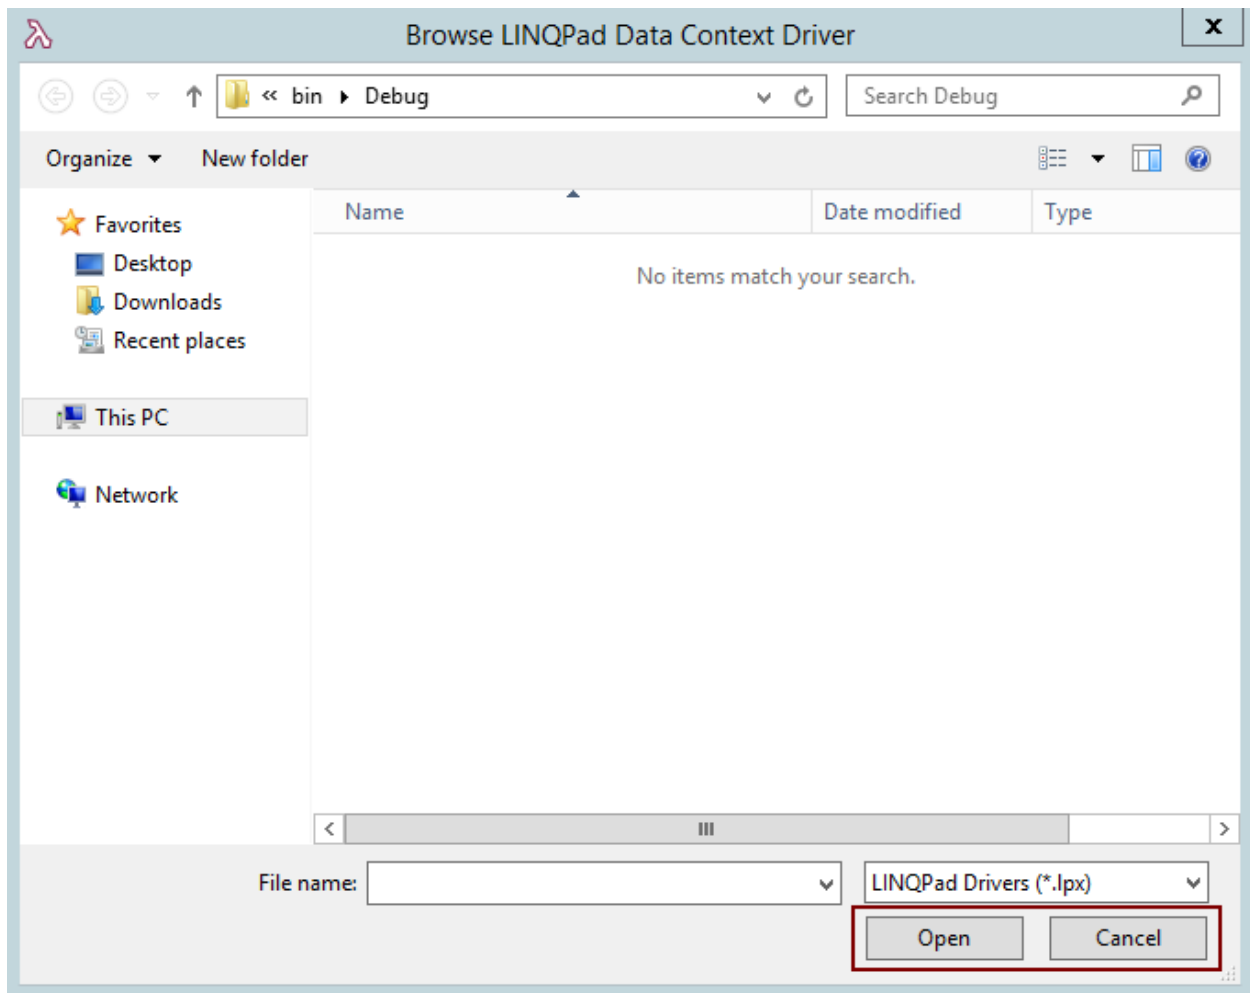 Browse LINQPad Data Context Driver
x
« bin Debug
Search Debug
Organize New folder
Name Date modified Type
Favorites
No items match your search.
Desktop
Downloads
Recent places
This PC
Network
File name:
LINQPad Drivers (*.lpx)
Open Cancel